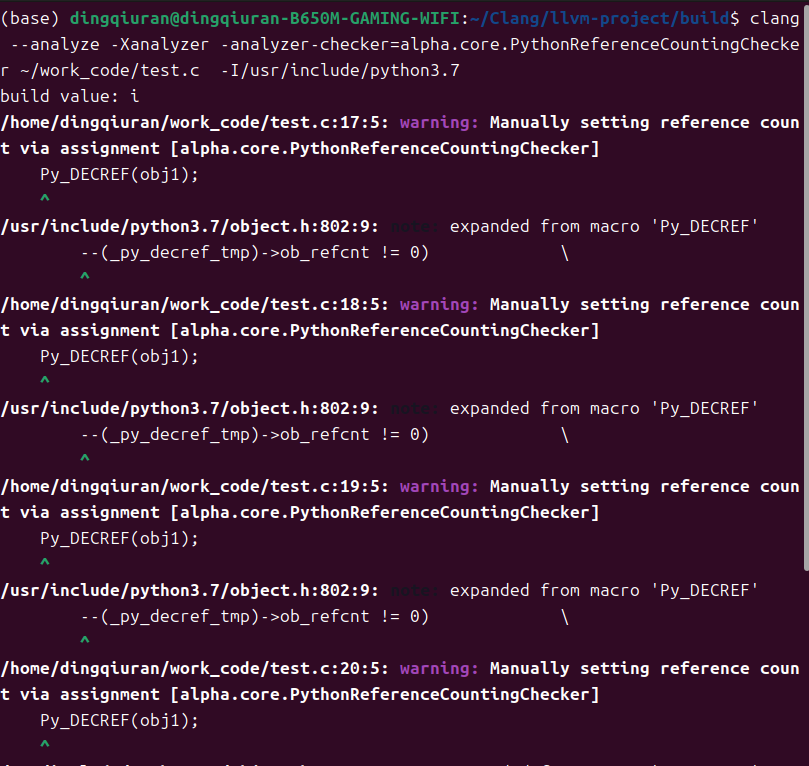 (base) dingqiuran@dingqiuran-B650M-GAMING-WIFI:~/Clang/llvm-project/build$ clang
 --analyze -Xanalyzer -analyzer-checker=alpha.core.PythonReferenceCountingChecke
r ~/work_code/test.c  -I/usr/include/python3.7
build value: i
/home/dingqiuran/work_code/test.c:17:5: warning: Manually setting reference coun
t via assignment [alpha.core.PythonReferenceCountingChecker]
    Py_DECREF(obj1);
    ^
/usr/include/python3.7/object.h:802:9: note: expanded from macro 'Py_DECREF'
        --(_py_decref_tmp)->ob_refcnt != 0)             \
        ^
/home/dingqiuran/work_code/test.c:18:5: warning: Manually setting reference coun
t via assignment [alpha.core.PythonReferenceCountingChecker]
    Py_DECREF(obj1);
    ^
/usr/include/python3.7/object.h:802:9: note: expanded from macro 'Py_DECREF'
        --(_py_decref_tmp)->ob_refcnt != 0)             \
        ^
/home/dingqiuran/work_code/test.c:19:5: warning: Manually setting reference coun
t via assignment [alpha.core.PythonReferenceCountingChecker]
    Py_DECREF(obj1);
    ^
/usr/include/python3.7/object.h:802:9: note: expanded from macro 'Py_DECREF'
        --(_py_decref_tmp)->ob_refcnt != 0)             \
        ^
/home/dingqiuran/work_code/test.c:20:5: warning: Manually setting reference coun
t via assignment [alpha.core.PythonReferenceCountingChecker]
    Py_DECREF(obj1);
    ^